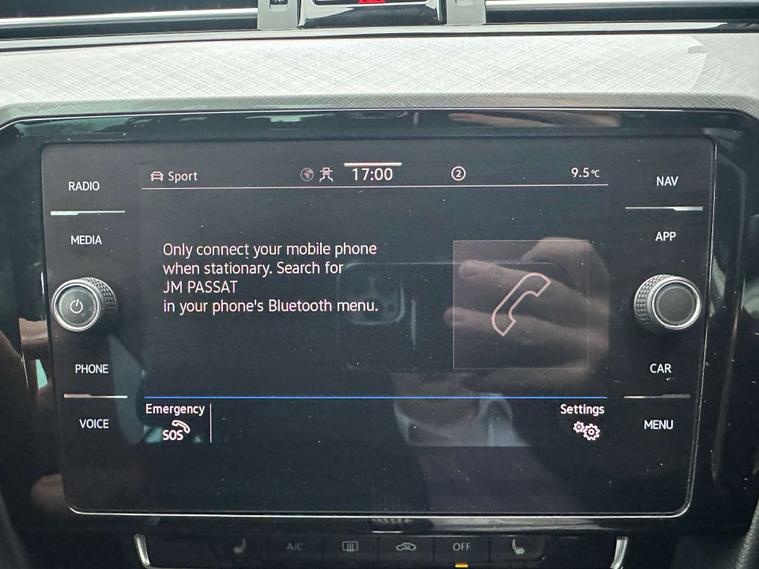 RADIO
MEDIA
PHONE
VOICE
Sport
17:00
2
9.5°C
Only connect your mobile phone
when stationary. Search for
JM PASSAT
in your phone's Bluetooth menu.
Emergency
SOS
Settings
NAV
APP
CAR
MENU
A/C
OFF